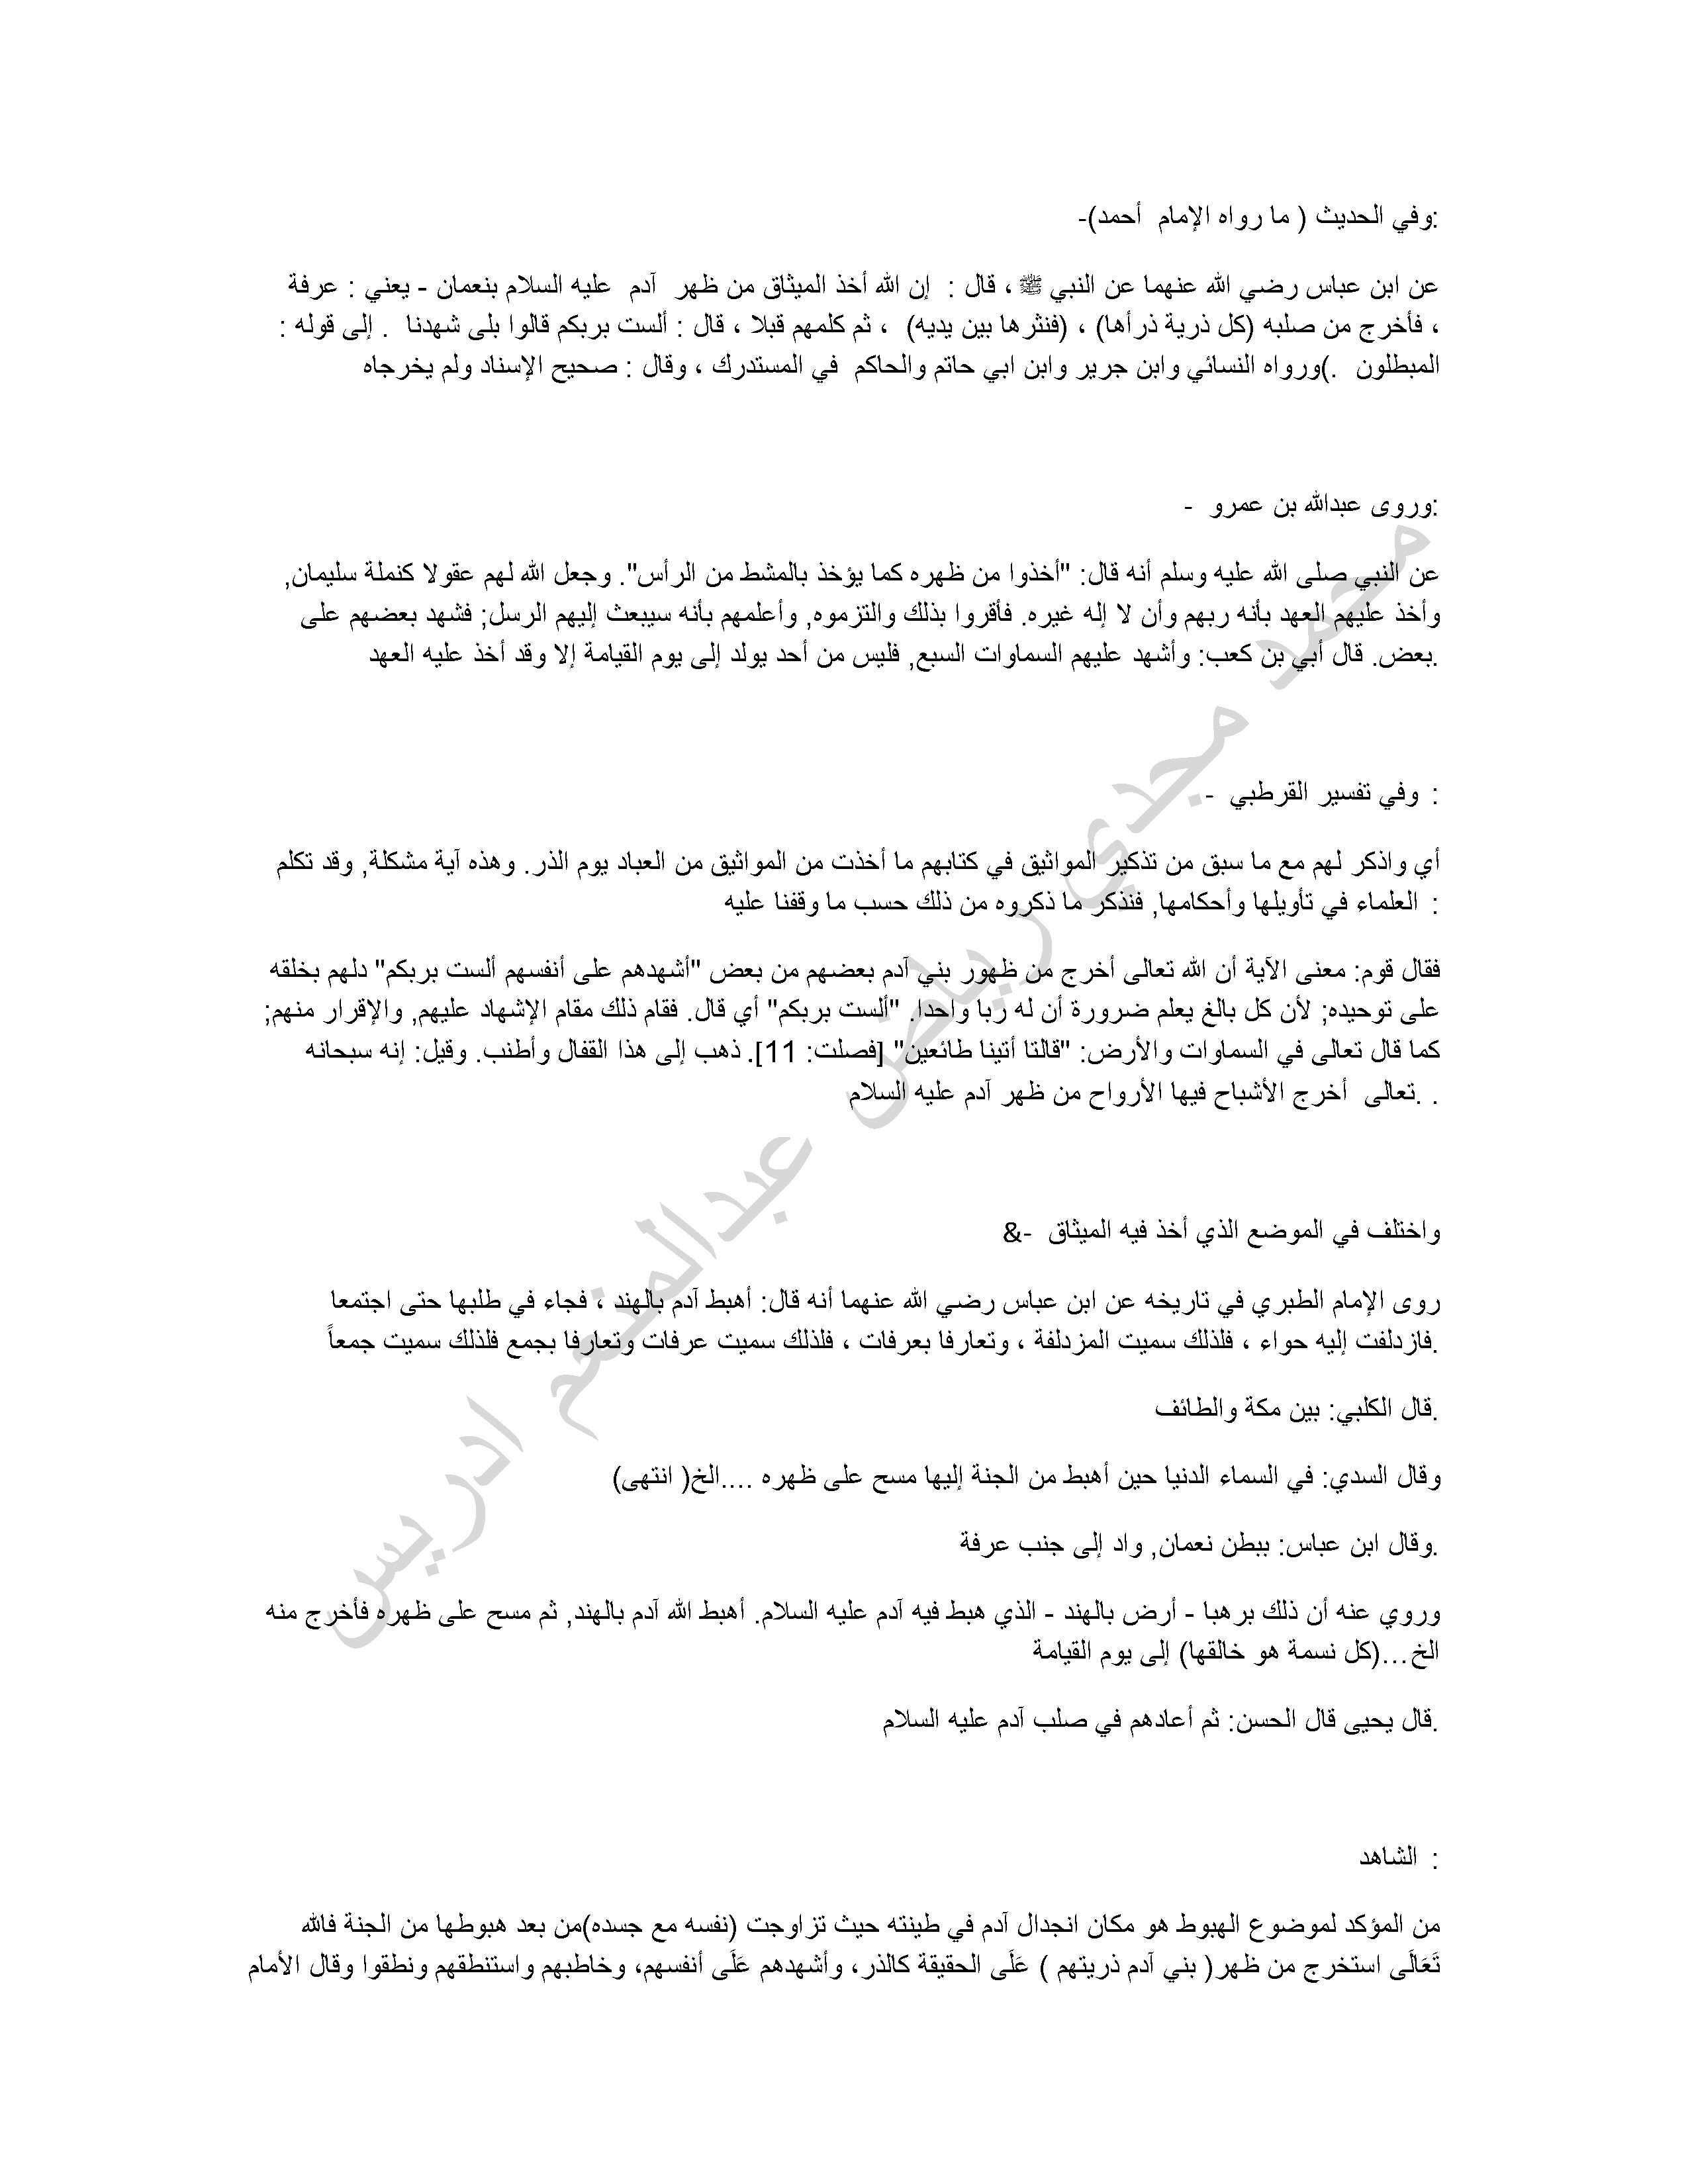 :وفي الحديث ( ما رواه الإمام أحمد)-
عن ابن عباس رضي الله عنهما عن النبي ﷺ ، قال : إن الله أخذ الميثاق من ظهر آدم عليه السلام بنعمان - يعني : عرفة
، فأخرج من صلبه (كل ذرية ذرأها) ، (فنثرها بين يديه) ، ثم كلمهم قبلا ، قال : ألست بربكم قالوا بلى شهدنا . إلى قوله :
المبطلون .)ورواه النسائي وابن جرير وابن ابي حاتم والحاكم في المستدرك ، وقال : صحيح الإسناد ولم يخرجاه
:وروى عبدالله بن عمرو -
عن النبي صلى الله عليه وسلم أنه قال: "أخذوا من ظهره كما يؤخذ بالمشط من الرأس". وجعل الله لهم عقولا كنملة سليمان,
وأخذ عليهم العهد بأنه ربهم وأن لا إله غيره. فأقروا بذلك والتزموه, وأعلمهم بأنه سيبعث إليهم الرسل; فشهد بعضهم على
.بعض. قال أبي بن كعب: وأشهد عليهم السماوات السبع, فليس من أحد يولد إلى يوم القيامة إلا وقد أخذ عليه العهد
: وفي تفسير القرطبي -
أي واذكر لهم مع ما سبق من تذكير المواثيق في كتابهم ما أخذت من المواثيق من العباد يوم الذر. وهذه آية مشكلة, وقد تكلم
: العلماء في تأويلها وأحكامها, فنذكر ما ذكروه من ذلك حسب ما وقفنا عليه
فقال قوم: معنى الآية أن الله تعالى أخرج من ظهور بني آدم بعضهم من بعض "أشهدهم على أنفسهم ألست بربكم" دلهم بخلقه
على توحيده; لأن كل بالغ يعلم ضرورة أن له ربا واحدا. "ألست بربكم" أي قال. فقام ذلك مقام الإشهاد عليهم, والإقرار منهم;
كما قال تعالى في السماوات والأرض: "قالتا أتينا طائعين" [فصلت: 11]. ذهب إلى هذا القفال وأطنب. وقيل: إنه سبحانه
. .تعالى أخرج الأشباح فيها الأرواح من ظهر آدم عليه السلام
واختلف في الموضع الذي أخذ فيه الميثاق -&
روى الإمام الطبري في تاريخه عن ابن عباس رضي الله عنهما أنه قال: أهبط آدم بالهند ، فجاء في طلبها حتى اجتمعا
.فازدلفت إليه حواء ، فلذلك سميت المزدلفة ، وتعارفا بعرفات ، فلذلك سميت عرفات وتعارفا بجمع فلذلك سميت جمعاً
.قال الكلبي: بين مكة والطائف
وقال السدي: في السماء الدنيا حين أهبط من الجنة إليها مسح على ظهره ....الخ( انتهى)
.وقال ابن عباس: ببطن نعمان, واد إلى جنب عرفة
وروي عنه أن ذلك برهبا - أرض بالهند - الذي هبط فيه آدم عليه السلام. أهبط الله آدم بالهند, ثم مسح على ظهره فأخرج منه
الخ...(كل نسمة هو خالقها) إلى يوم القيامة
.قال يحيى قال الحسن: ثم أعادهم في صلب آدم عليه السلام
: الشاهد
من المؤكد لموضوع الهبوط هو مكان انجدال آدم في طينته حيث تزاوجت (نفسه مع جسده)من بعد هبوطها من الجنة فالله
تَعَالَى استخرج من ظهر( بني آدم ذريتهم ) عَلَى الحقيقة كالذر، وأشهدهم عَلَى أنفسهم، وخاطبهم واستنطقهم ونطقوا وقال الأمام
محمد مجدي رياض عبدالمنعم ادريس